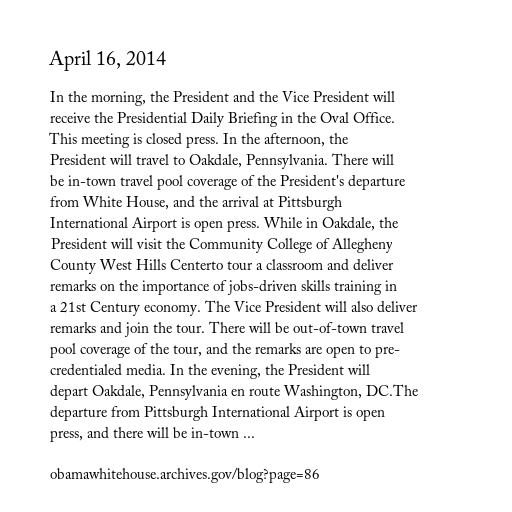 April 16, 2014
In the morning, the President and the Vice President will
receive the Presidential Daily Briefing in the Oval Office.
This meeting is closed press. In the afternoon, the
President will travel to Oakdale, Pennsylvania. There will
be in-town travel pool coverage of the President's departure
from White House, and the arrival at Pittsburgh
International Airport is open press. While in Oakdale, the
President will visit the Community College of Allegheny
County West Hills Centerto tour a classroom and deliver
remarks on the importance of jobs-driven skills training in
a 21st Century economy. The Vice President will also deliver
remarks and join the tour. There will be out-of-town travel
pool coverage of the tour, and the remarks are open to pre-
credentialed media. In the evening, the President will
depart Oakdale, Pennsylvania en route Washington, DC.The
departure from Pittsburgh International Airport is open
press, and there will be in-town ...
obamawhitehouse.archives.gov/blog?page=86